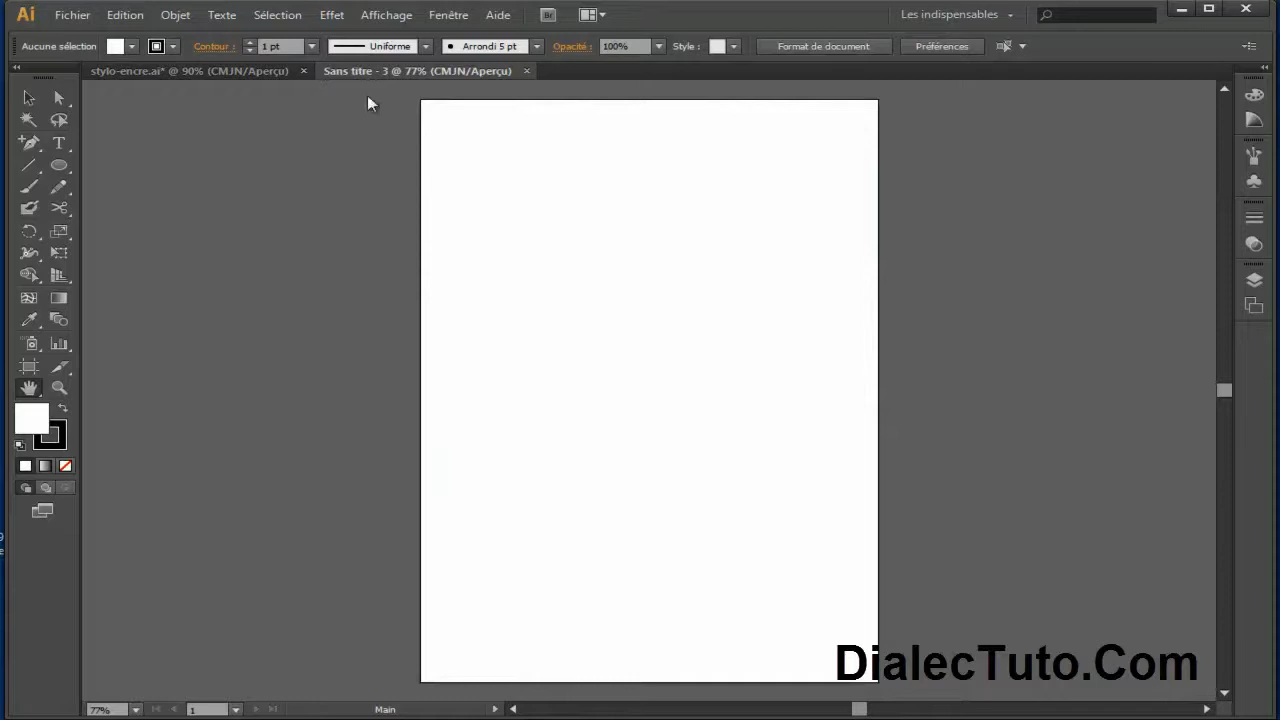 Ai Fichier Edition Objet Texte Sélection Effet Affichage Fenêtre Aide Br Les indispensables
Aucune sélection Contour : 1 pt Uniforme Arrondi 5 pt Opacité : 100% Style : Format de document Préférences
stylo-encre.ai* @ 90% (CMJN/Aperçu) × Sans titre - 3 @ 77% (CMJN/Aperçu) ×
T
DialecTuto.Com
77% 1 Main